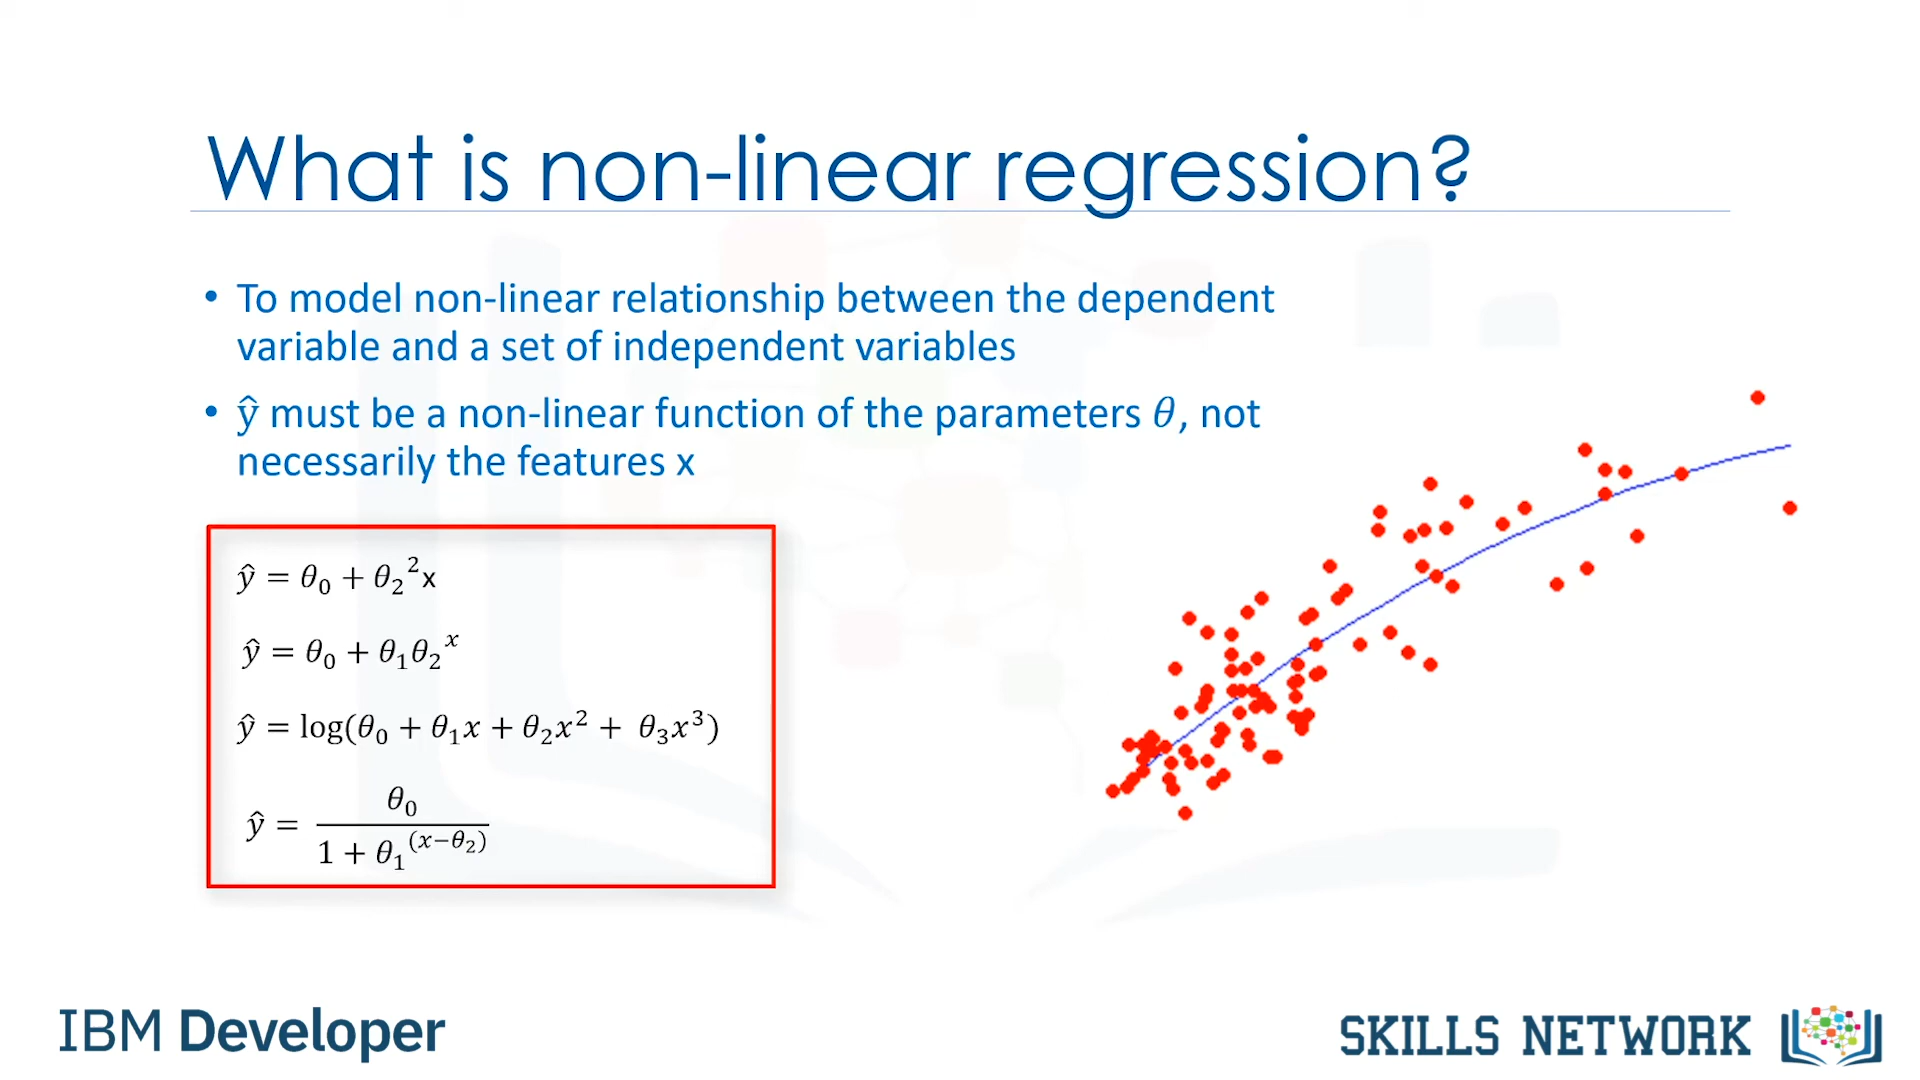 What is non-linear regression?
• To model non-linear relationship between the dependent
variable and a set of independent variables
• ŷ must be a non-linear function of the parameters θ, not
necessarily the features x
ŷ = θ₀ + θ₂²x
ŷ = θ₀ + θ₁θ₂ˣ
ŷ = log(θ₀ + θ₁x + θ₂x² + θ₃x³)
ŷ = θ₀ / (1 + θ₁^(x−θ₂))
IBM Developer
SKILLS NETWORK